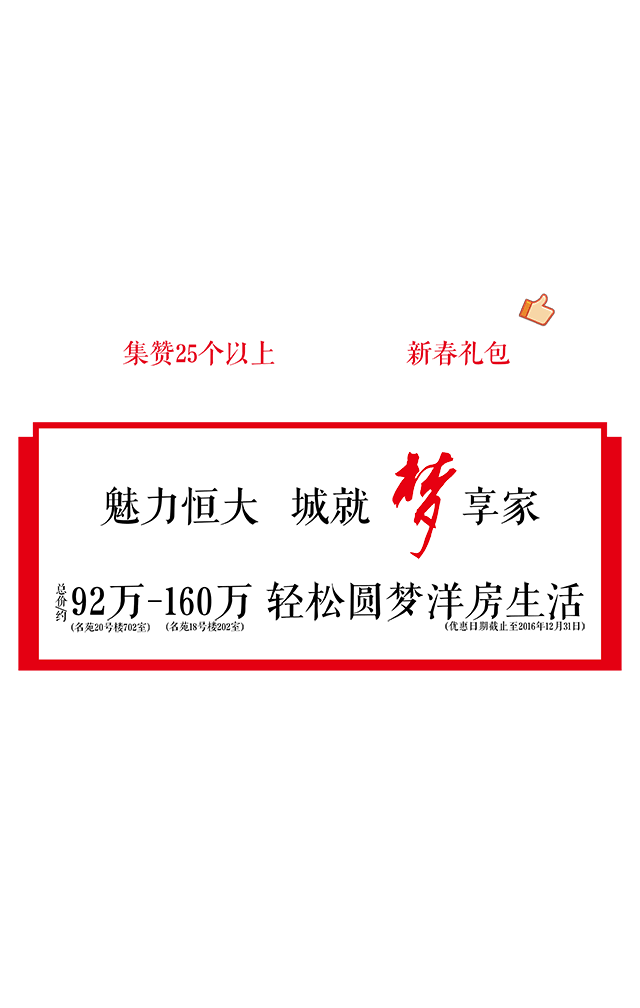 集赞25个以上 新春礼包
魅力恒大 城就梦享家
总价约92万-160万 轻松圆梦洋房生活
(名苑20号楼702室) (名苑18号楼202室) (优惠日期截止至2016年12月31日)